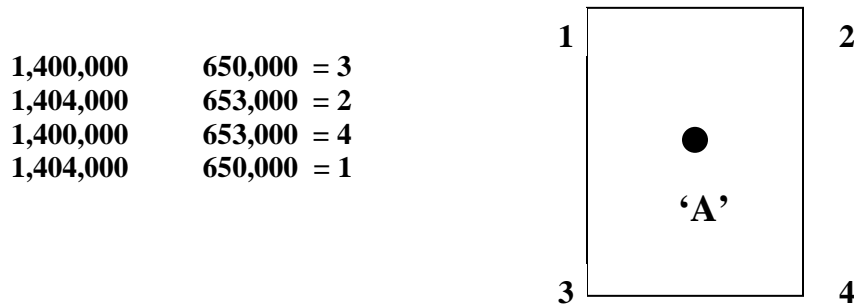 1,400,000 650,000 = 3
1,404,000 653,000 = 2
1,400,000 653,000 = 4
1,404,000 650,000 = 1
1 2
‘A’
3 4